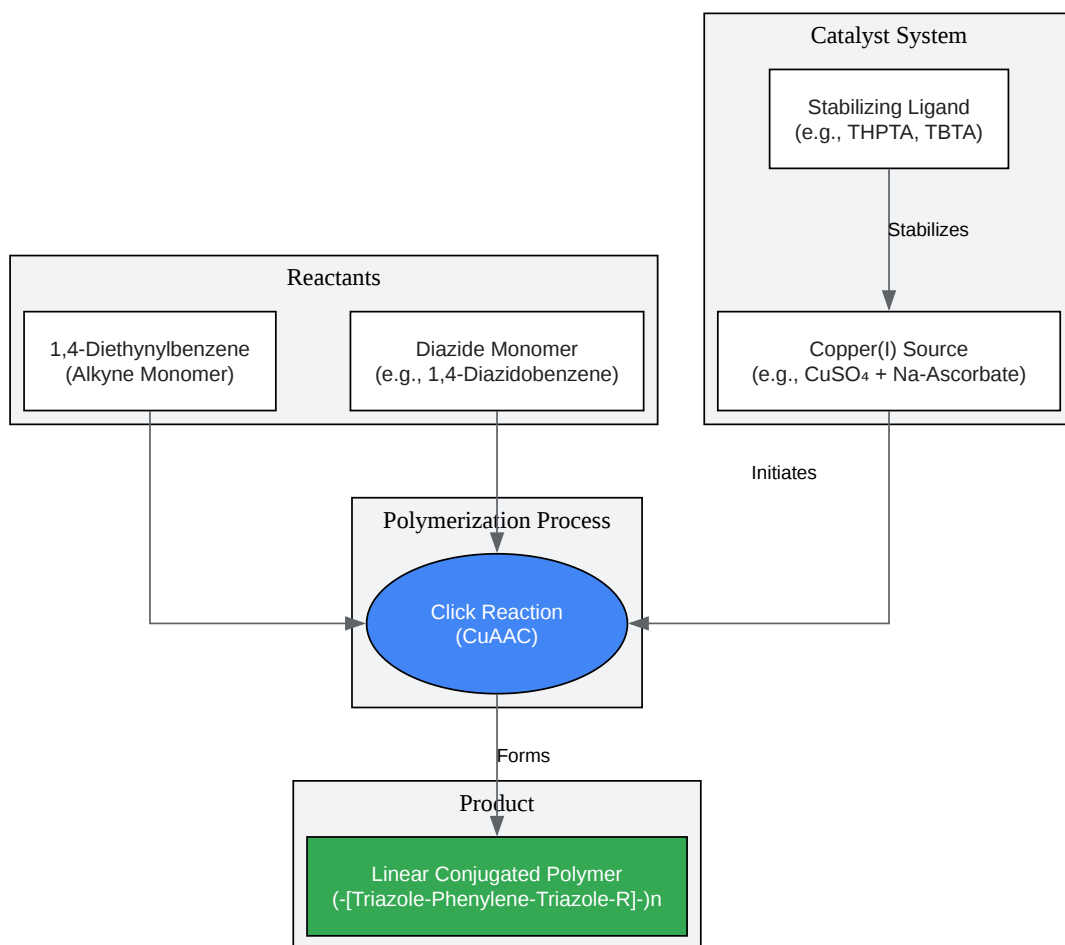 Catalyst System
Stabilizing Ligand
(e.g., THPTA, TBTA)
Stabilizes
Reactants
1,4-Diethynylbenzene
(Alkyne Monomer)
Diazide Monomer
(e.g., 1,4-Diazidobenzene)
Copper(I) Source
(e.g., CuSO₄ + Na-Ascorbate)
Initiates
Polymerization Process
Click Reaction
(CuAAC)
Forms
Product
Linear Conjugated Polymer
(-[Triazole-Phenylene-Triazole-R]-)n